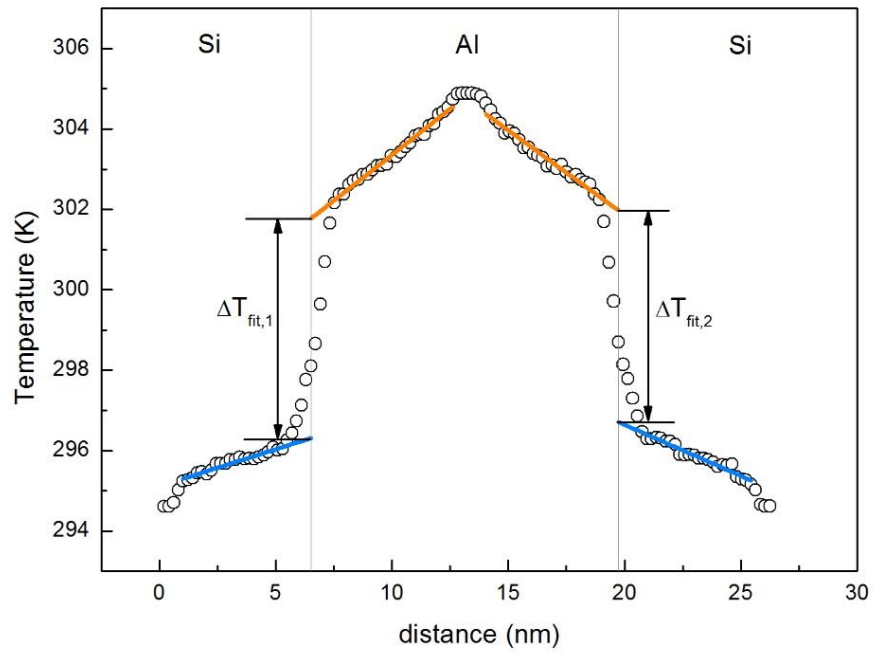 Si Al Si
306
304
302
300
298
296
294
Temperature (K)
ΔT_fit,1
ΔT_fit,2
0 5 10 15 20 25 30
distance (nm)